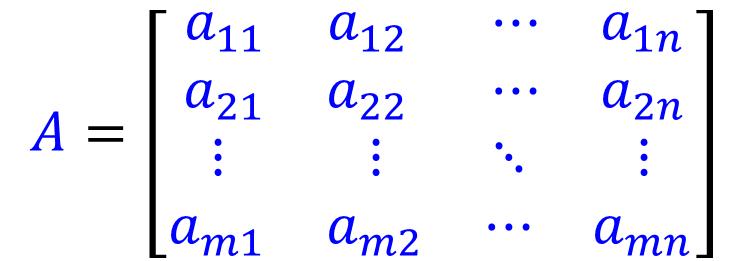 A = [ a₁₁ a₁₂ ⋯ a₁ₙ
a₂₁ a₂₂ ⋯ a₂ₙ
⋮ ⋮ ⋱ ⋮
aₘ₁ aₘ₂ ⋯ aₘₙ ]